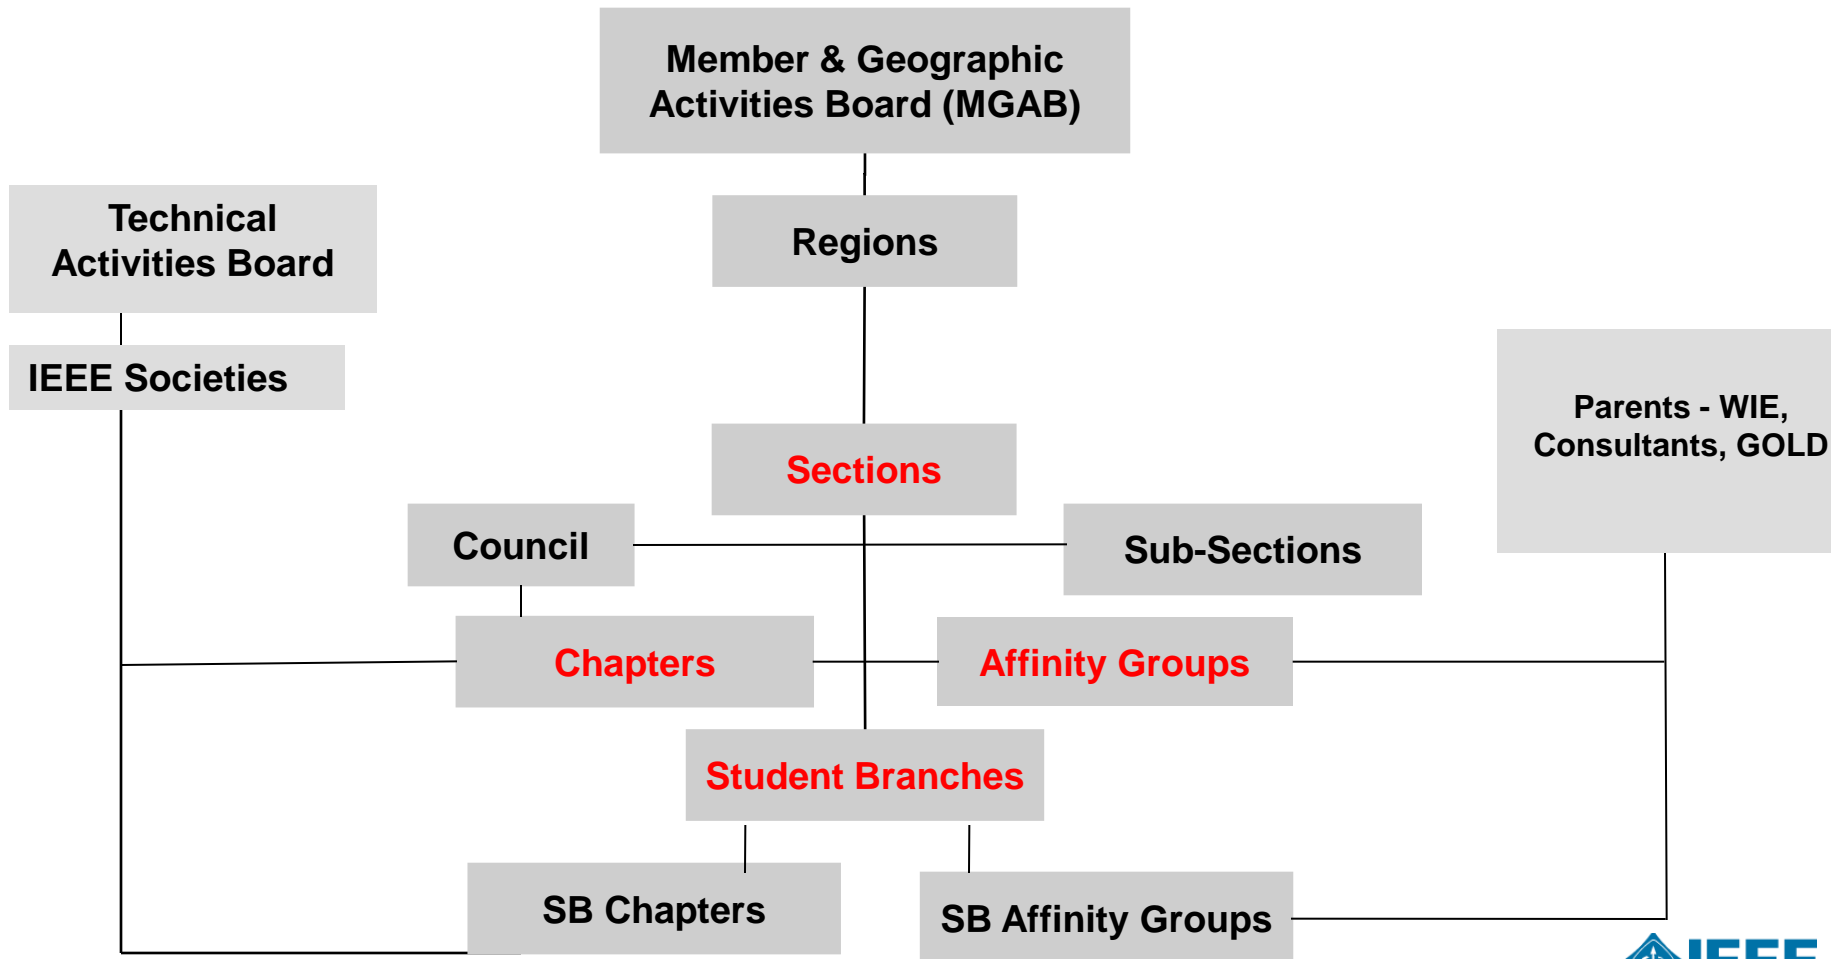 Member & Geographic
Activities Board (MGAB)
Technical
Activities Board
Regions
IEEE Societies
Parents - WIE,
Consultants, GOLD
Sections
Council
Sub-Sections
Chapters
Affinity Groups
Student Branches
SB Chapters
SB Affinity Groups
IEEE